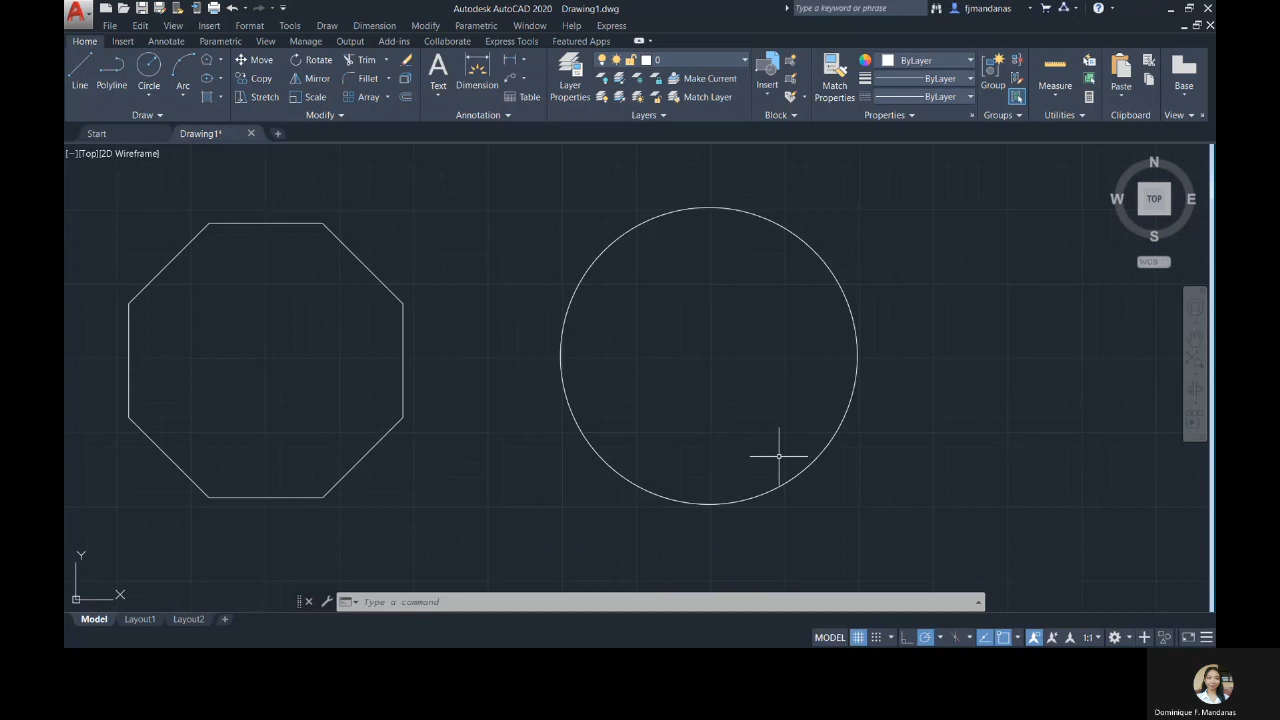 Autodesk AutoCAD 2020 Drawing1.dwg
Type a keyword or phrase
fjmandanas
File Edit View Insert Format Tools Draw Dimension Modify Parametric Window Help Express
Home Insert Annotate Parametric View Manage Output Add-ins Collaborate Express Tools Featured Apps
Line Polyline Circle Arc
Move Rotate Trim
Copy Mirror Fillet
Stretch Scale Array
Text Dimension Table
Layer Properties
0
Make Current
Match Layer
Insert
Match Properties
ByLayer
ByLayer
ByLayer
Group Measure Paste Base
Draw Modify Annotation Layers Block Properties Groups Utilities Clipboard View
Start Drawing1*
[−][Top][2D Wireframe]
N
W TOP E
S
WCS
Y
X
Type a command
Model Layout1 Layout2 +
MODEL 1:1
Dominique F. Mandanas